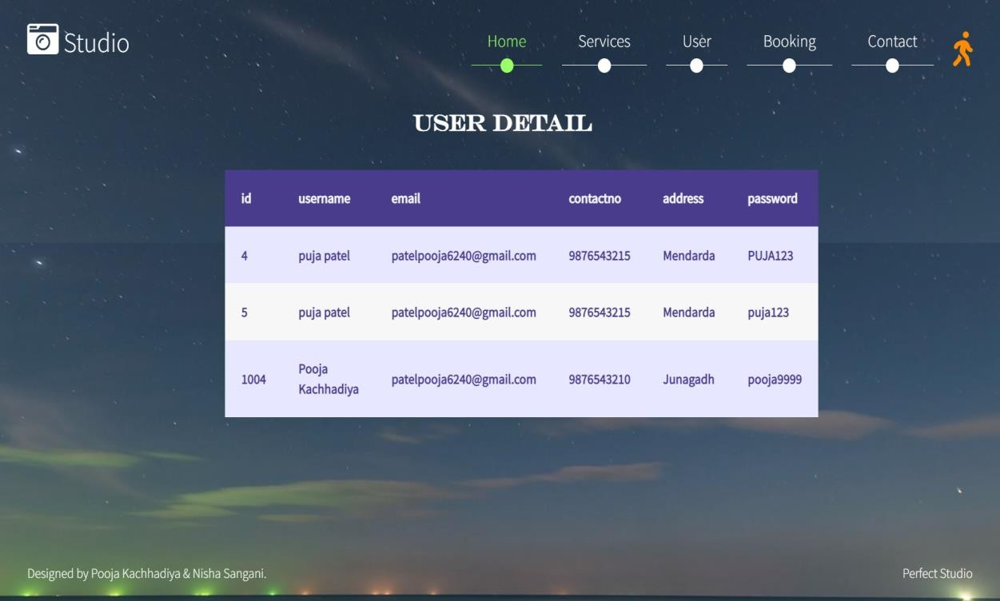 Studio
Home Services User Booking Contact
USER DETAIL
id username email contactno address password
4 puja patel patelpooja6240@gmail.com 9876543215 Mendarda PUJA123
5 puja patel patelpooja6240@gmail.com 9876543215 Mendarda puja123
1004 Pooja Kachhadiya patelpooja6240@gmail.com 9876543210 Junagadh pooja9999
Designed by Pooja Kachhadiya & Nisha Sangani. Perfect Studio